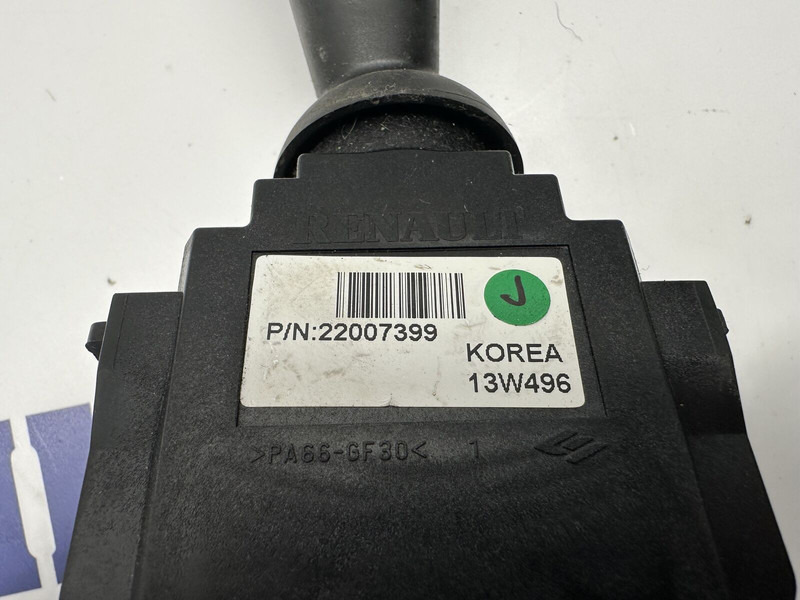 RENAULT
J
P/N:22007399
KOREA
13W496
>PA66-GF30< 1